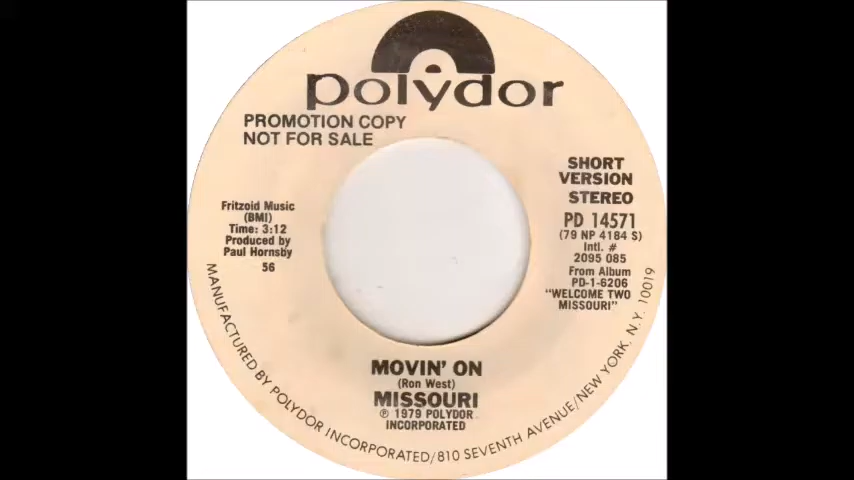 polydor
PROMOTION COPY
NOT FOR SALE
SHORT
VERSION
STEREO
PD 14571
(79 NP 4184 S)
Intl. #
2095 085
From Album
PD-1-6206
"WELCOME TWO
MISSOURI"
Fritzoid Music
(BMI)
Time: 3:12
Produced by
Paul Hornsby
56
MOVIN' ON
(Ron West)
MISSOURI
℗ 1979 POLYDOR
INCORPORATED
MANUFACTURED BY POLYDOR INCORPORATED/810 SEVENTH AVENUE/NEW YORK, N.Y. 10019